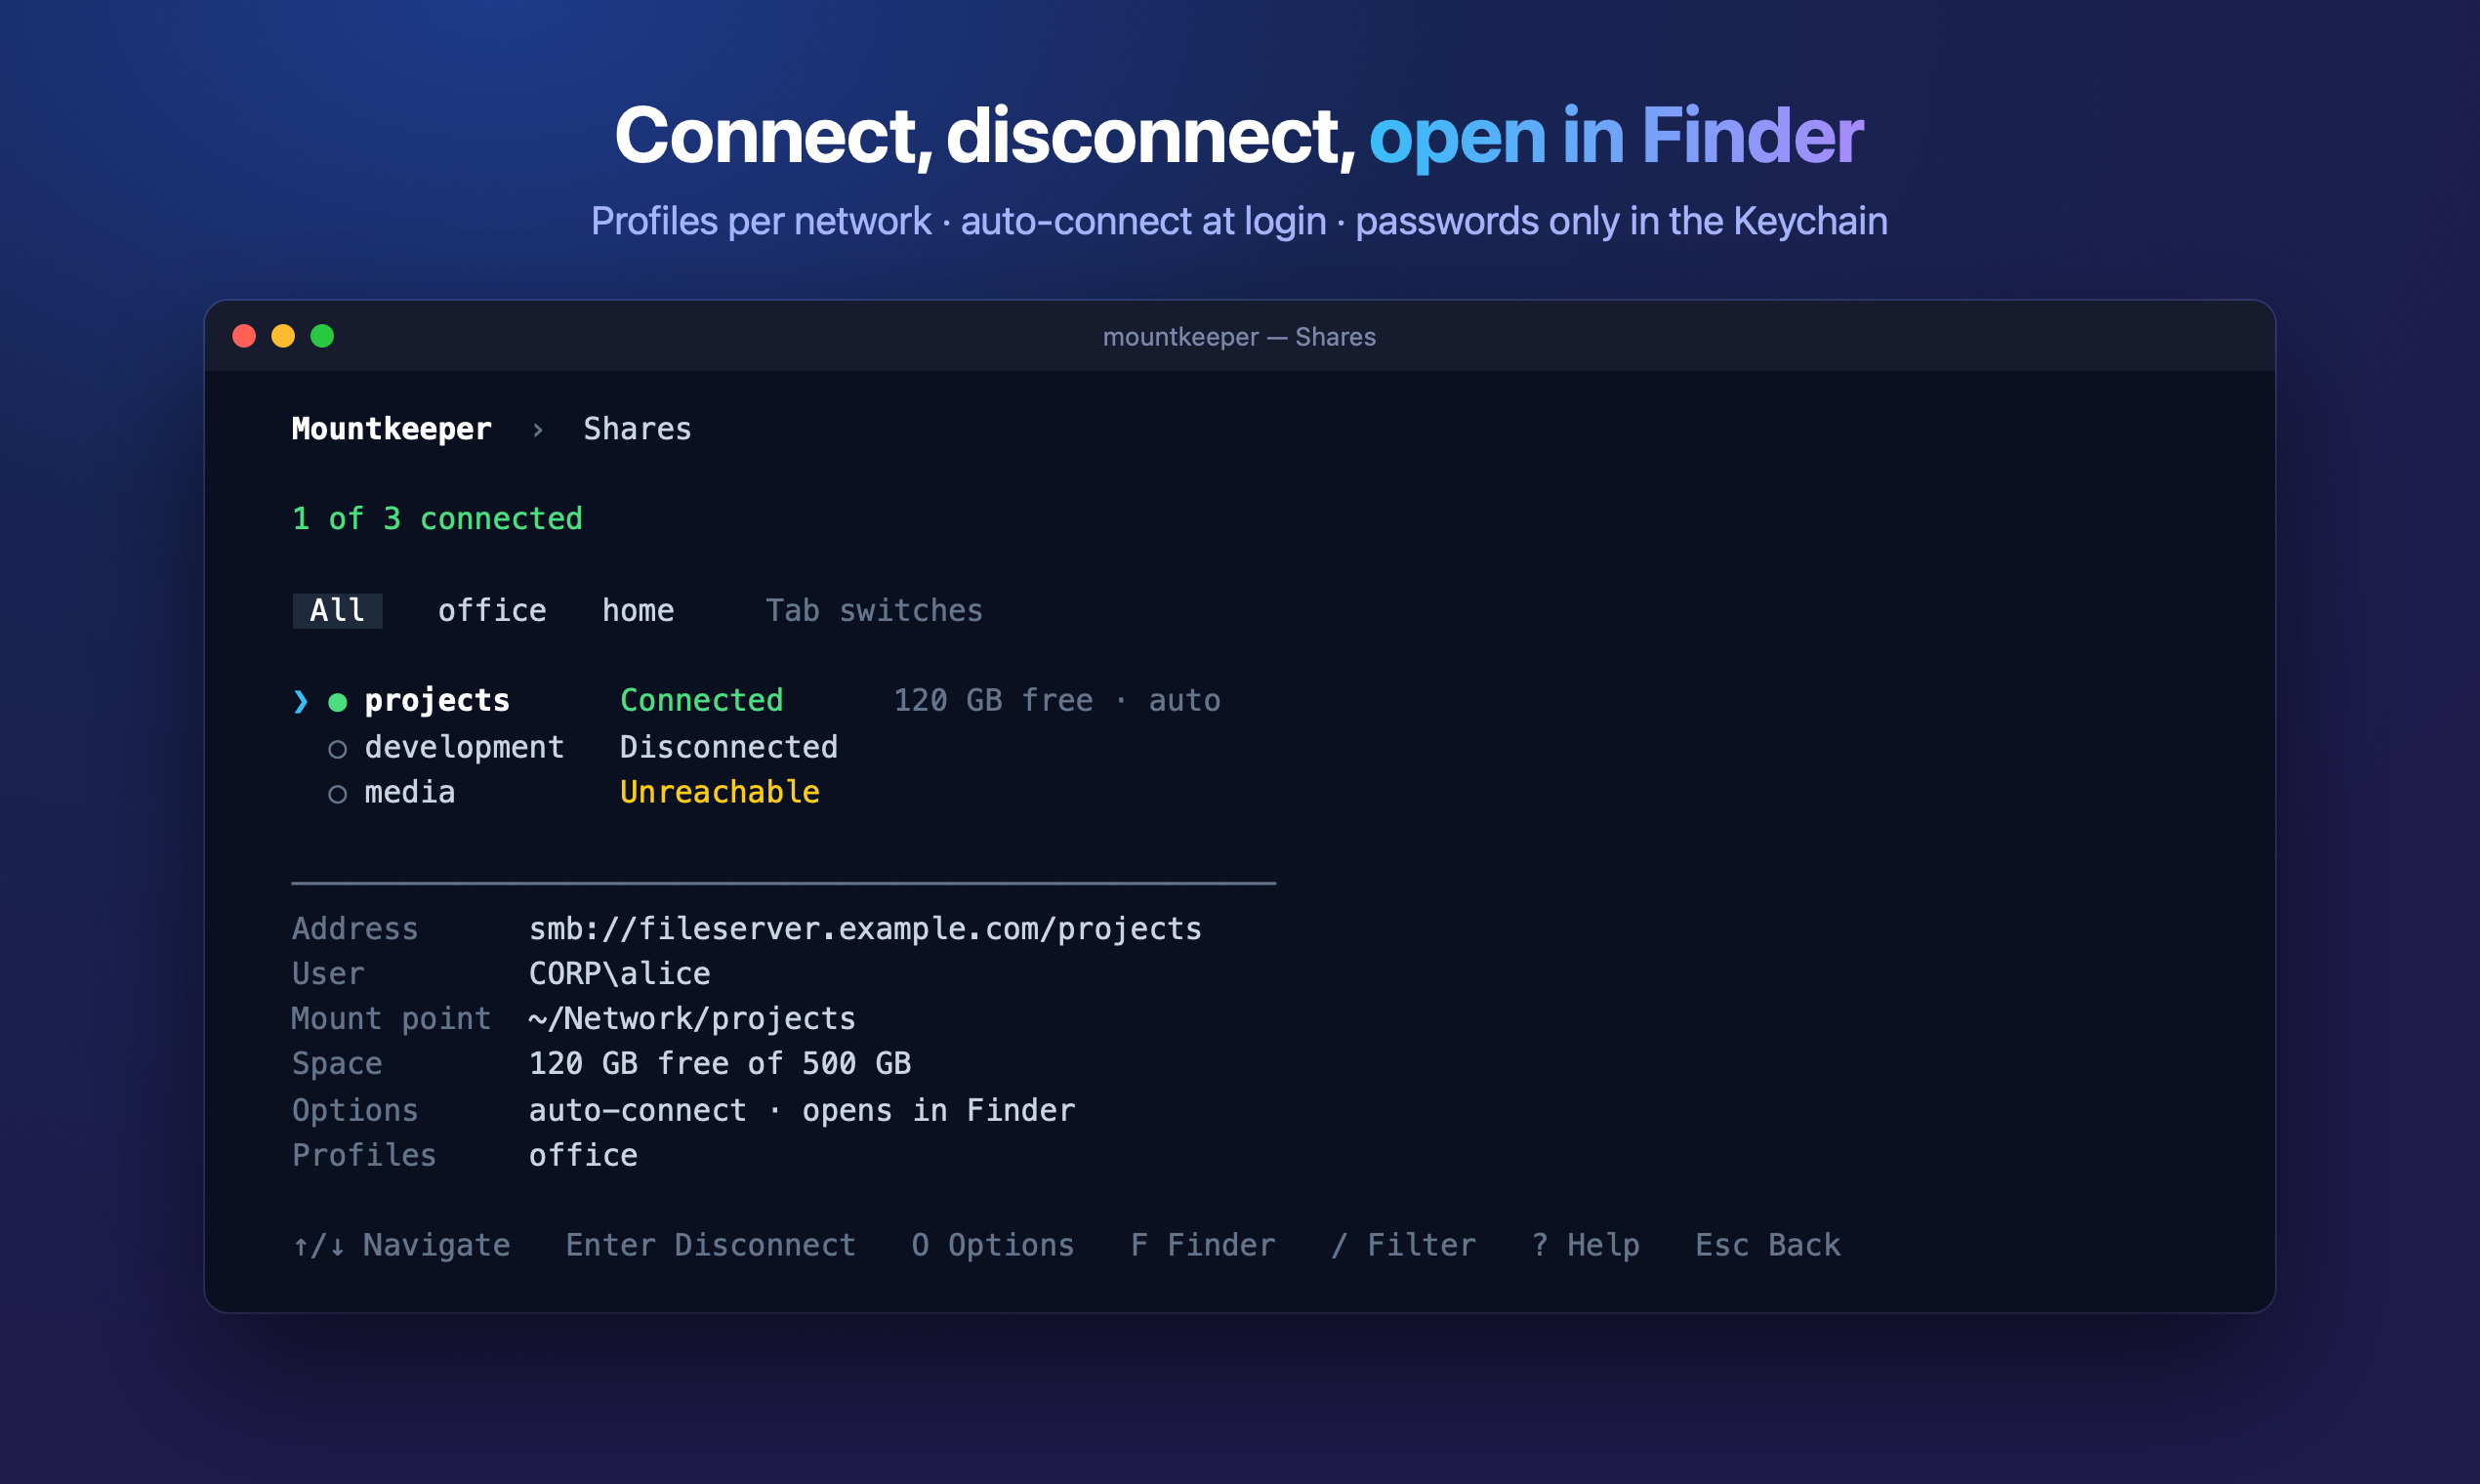 Connect, disconnect, open in Finder
Profiles per network · auto-connect at login · passwords only in the Keychain
mountkeeper — Shares
Mountkeeper › Shares
1 of 3 connected
All office home Tab switches
❯ ● projects Connected 120 GB free · auto
○ development Disconnected
○ media Unreachable
Address smb://fileserver.example.com/projects
User CORP\alice
Mount point ~/Network/projects
Space 120 GB free of 500 GB
Options auto-connect · opens in Finder
Profiles office
↑/↓ Navigate Enter Disconnect O Options F Finder / Filter ? Help Esc Back